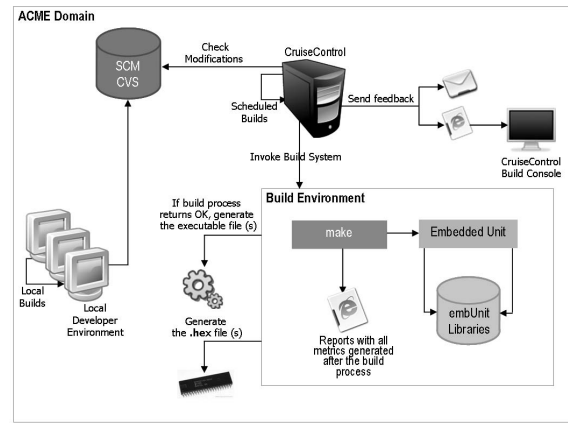 ACME Domain
SCM
CVS
Check
Modifications
CruiseControl
Scheduled
Builds
Send feedback
CruiseControl
Build Console
Invoke Build System
Build Environment
If build process
returns OK, generate
the executable file (s)
make
Embedded Unit
Local
Builds
Local
Developer
Environment
Generate
the .hex file (s)
Reports with all
metrics generated
after the build
process
embUnit
Libraries